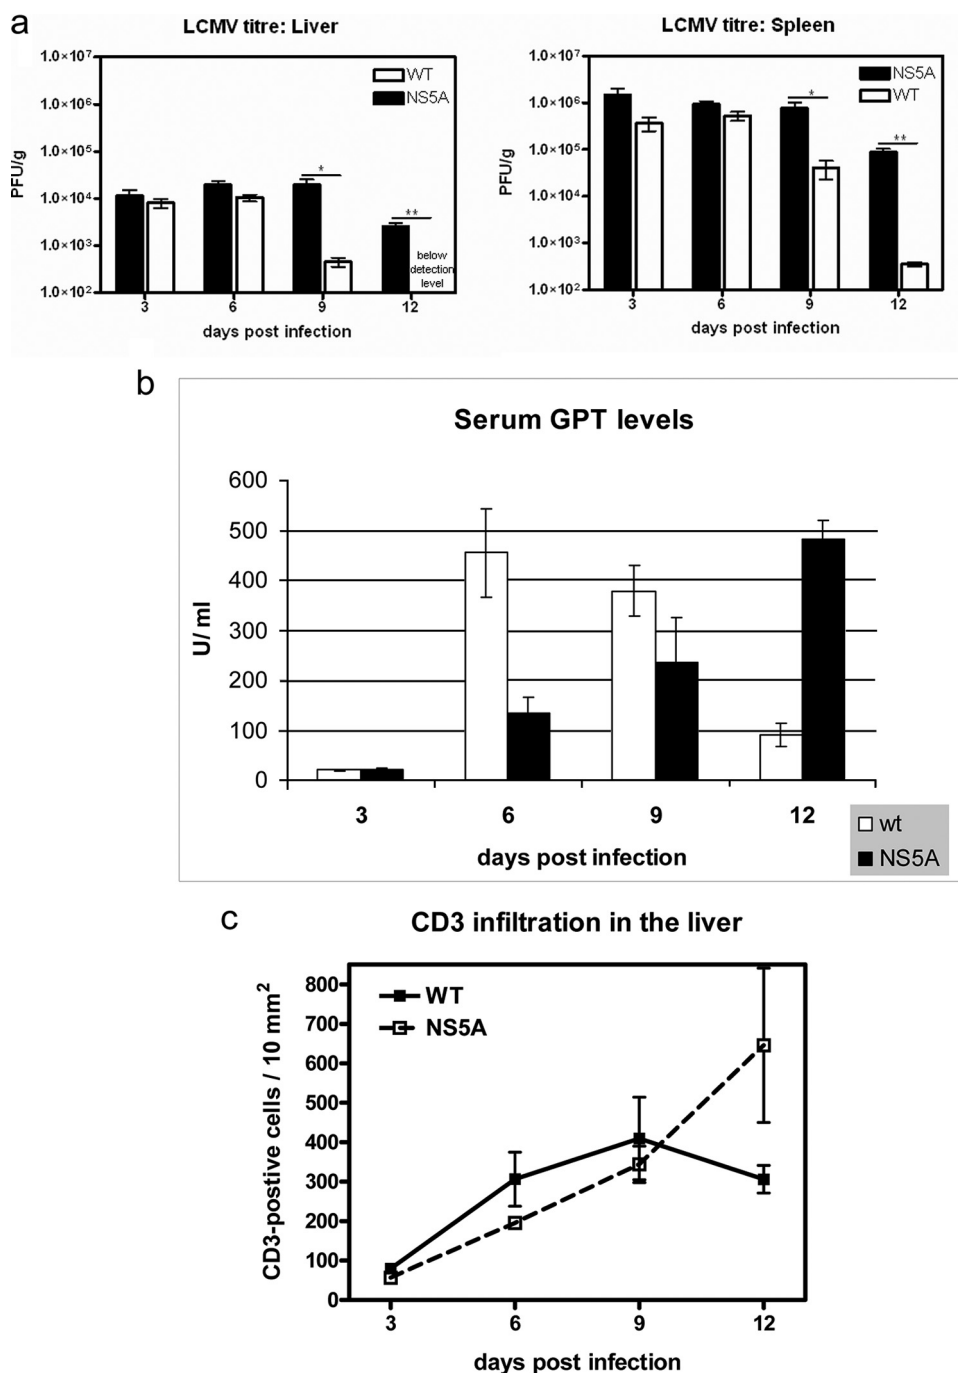 a
LCMV titre: Liver
1.0×10⁷
1.0×10⁶
1.0×10⁵
1.0×10⁴
1.0×10³
1.0×10²
PFU/g
WT
NS5A
*
**
below
detection
level
3 6 9 12
days post infection
LCMV titre: Spleen
1.0×10⁷
1.0×10⁶
1.0×10⁵
1.0×10⁴
1.0×10³
1.0×10²
PFU/g
NS5A
WT
*
**
3 6 9 12
days post infection
b
Serum GPT levels
600
500
400
300
200
100
0
U/ ml
3 6 9 12
days post infection
wt
NS5A
c
CD3 infiltration in the liver
800
700
600
500
400
300
200
100
0
CD3-postive cells / 10 mm²
WT
NS5A
3 6 9 12
days post infection